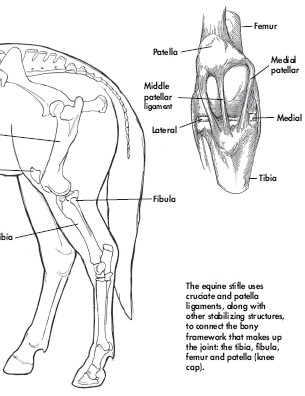 Femur
Patella
Medial
patellar
Middle
patellar
ligament
Medial
Lateral
Tibia
Fibula
ibia
The equine stifle uses
cruciate and patella
ligaments, along with
other stabilizing structures,
to connect the bony
framework that makes up
the joint: the tibia, fibula,
femur and patella (knee
cap).